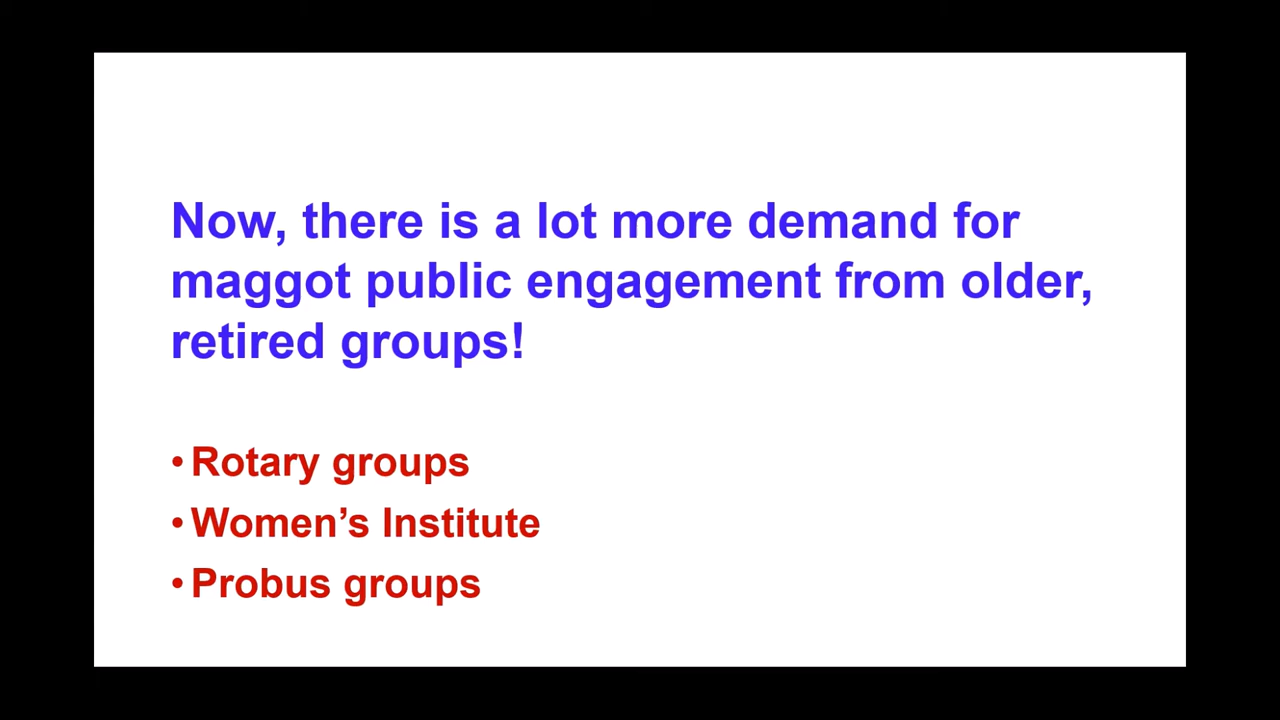 Now, there is a lot more demand for
maggot public engagement from older,
retired groups!
• Rotary groups
• Women’s Institute
• Probus groups